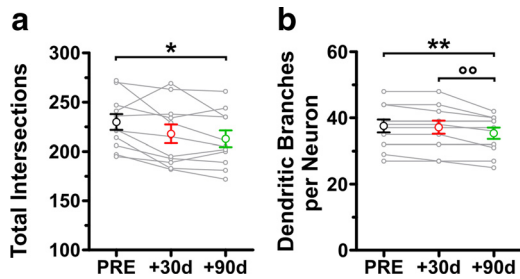 a
*
300
250
200
150
100
Total Intersections
PRE +30d +90d
b
**
°°
60
40
20
0
Dendritic Branches
per Neuron
PRE +30d +90d